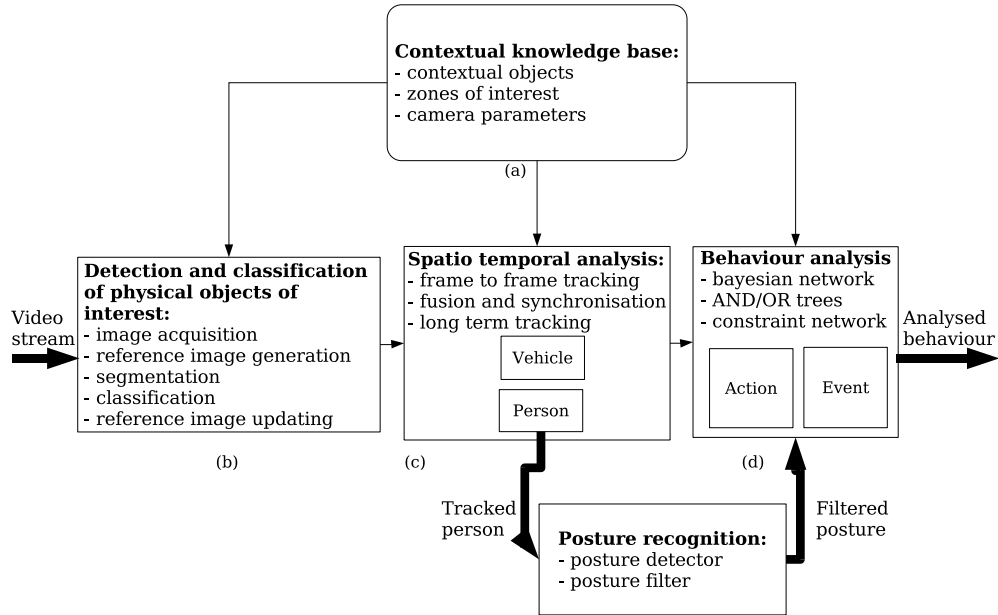 Contextual knowledge base:
- contextual objects
- zones of interest
- camera parameters
(a)
Video
stream
Detection and classification
of physical objects of
interest:
- image acquisition
- reference image generation
- segmentation
- classification
- reference image updating
(b)
Spatio temporal analysis:
- frame to frame tracking
- fusion and synchronisation
- long term tracking
Vehicle
Person
(c)
Behaviour analysis
- bayesian network
- AND/OR trees
- constraint network
Action
Event
(d)
Analysed
behaviour
Tracked
person
Posture recognition:
- posture detector
- posture filter
Filtered
posture